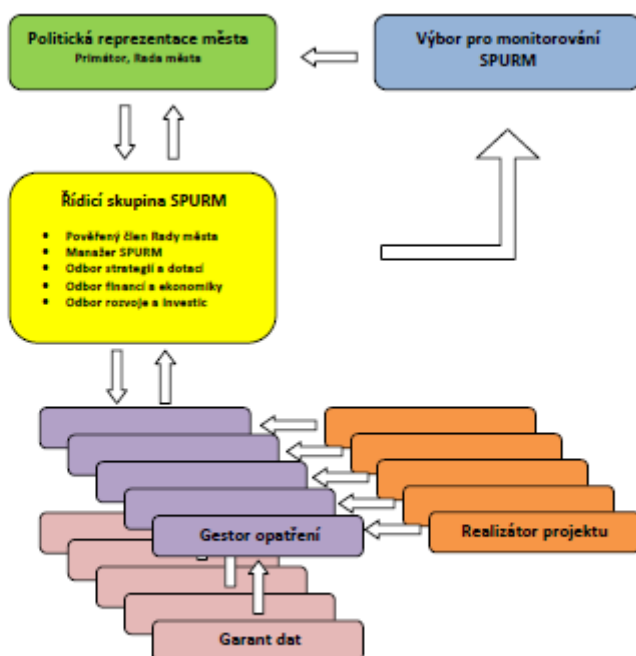 Politická reprezentace města
Primátor, Rada města
Výbor pro monitorování
SPURM
Řídicí skupina SPURM
• Pověřený člen Rady města
• Manažer SPURM
• Odbor strategií a dotací
• Odbor financí a ekonomiky
• Odbor rozvoje a investic
Gestor opatření
Realizátor projektu
Garant dat